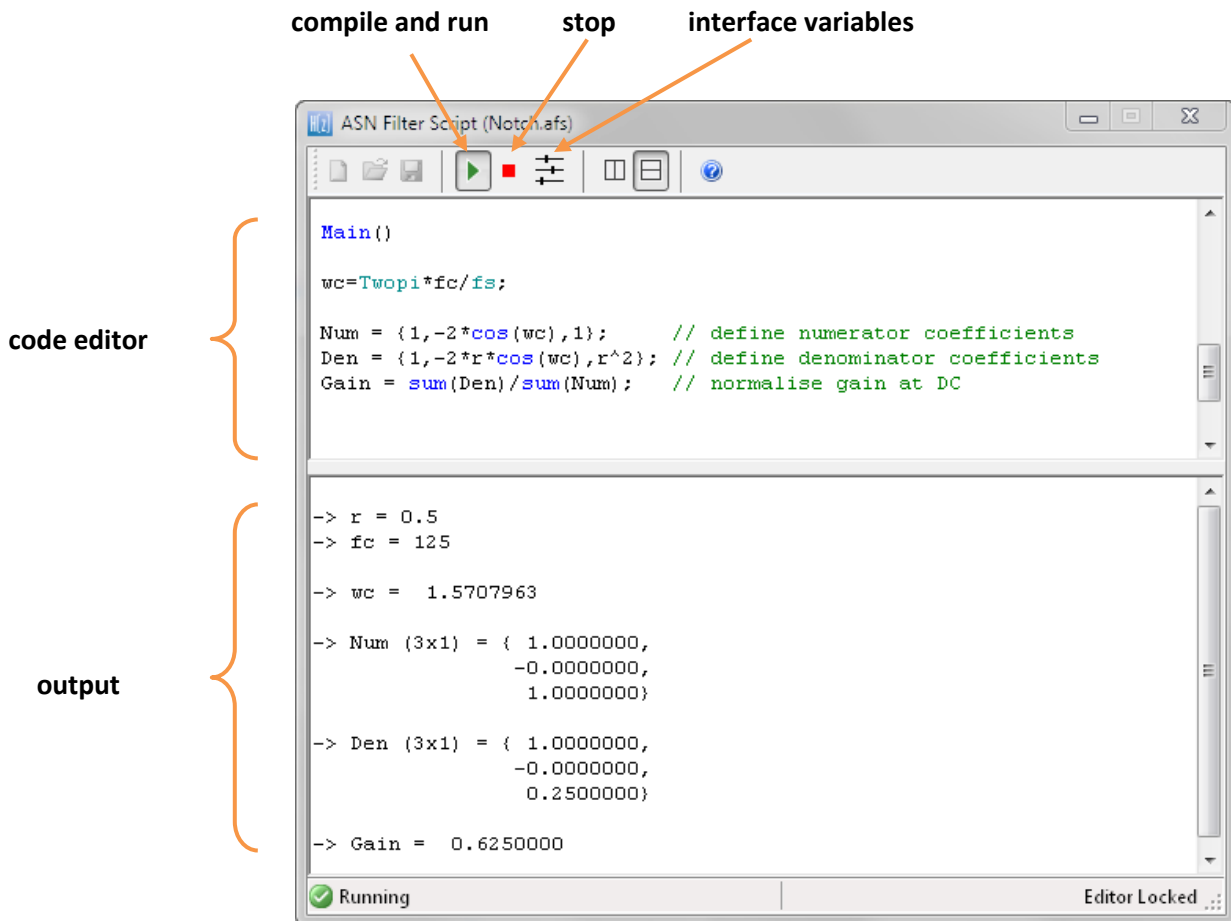 compile and run stop interface variables
ASN Filter Script (Notch.afs)
Main()
wc=Twopi*fc/fs;
Num = {1,-2*cos(wc),1}; // define numerator coefficients
Den = {1,-2*r*cos(wc),r^2}; // define denominator coefficients
Gain = sum(Den)/sum(Num); // normalise gain at DC
code editor
-> r = 0.5
-> fc = 125
-> wc = 1.5707963
-> Num (3x1) = { 1.0000000,
-0.0000000,
1.0000000}
output
-> Den (3x1) = { 1.0000000,
-0.0000000,
0.2500000}
-> Gain = 0.6250000
Running Editor Locked